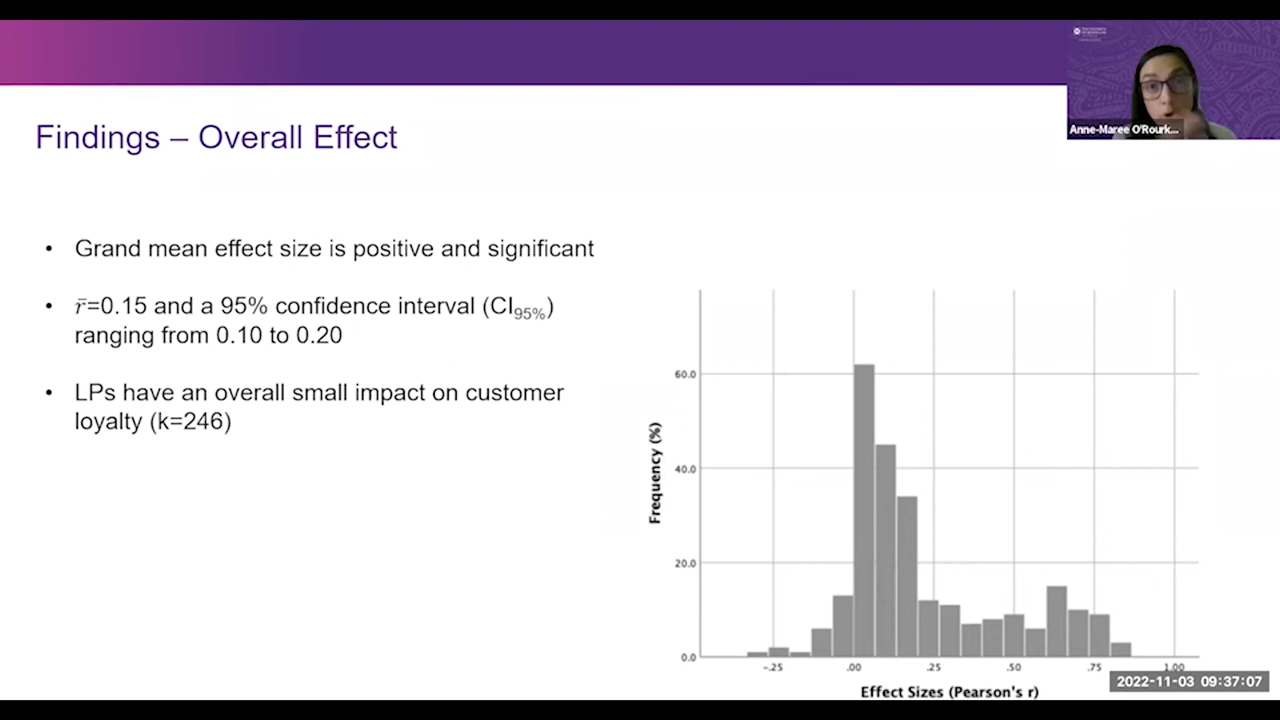 Anne-Maree O'Rourk...
Findings – Overall Effect
• Grand mean effect size is positive and significant
• r̄=0.15 and a 95% confidence interval (CI95%)
ranging from 0.10 to 0.20
• LPs have an overall small impact on customer
loyalty (k=246)
Frequency (%)
60.0
40.0
20.0
0.0
-.25 .00 .25 .50 .75 1.00
Effect Sizes (Pearson's r)
2022-11-03 09:37:07